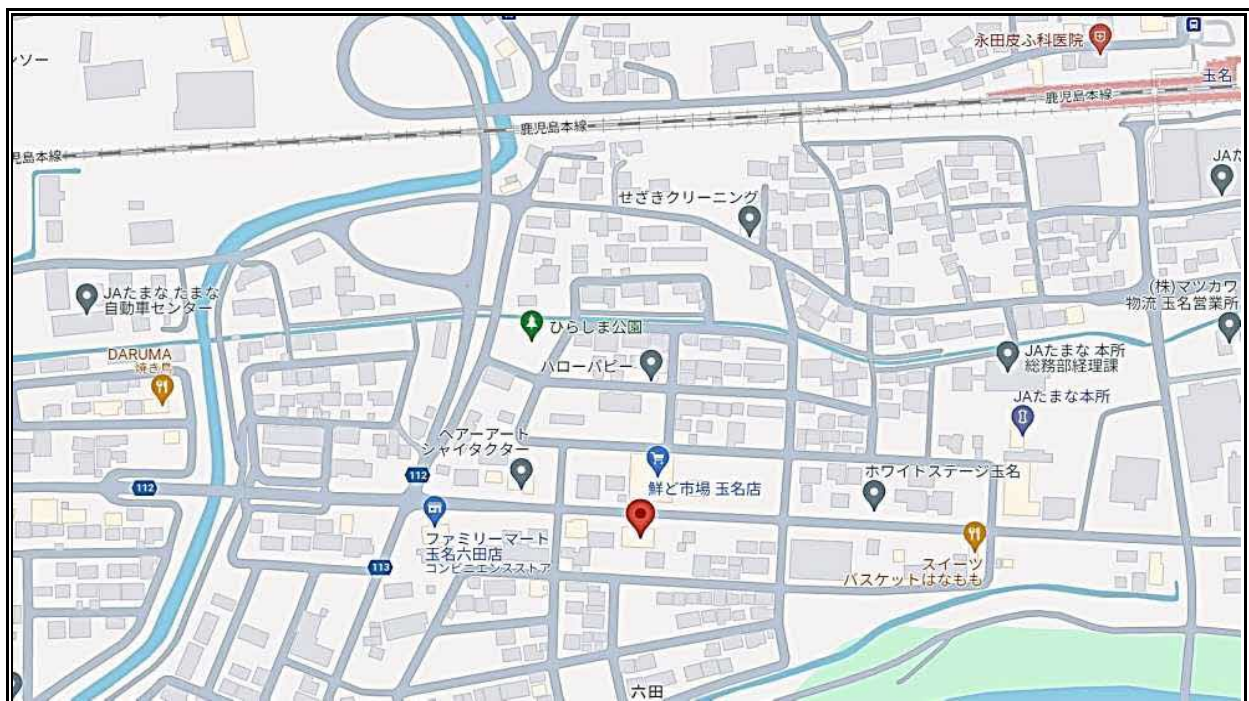 永田皮ふ科医院
ンソー
玉名
鹿児島本線
鹿児島本線
児島本線
JAた
せざきクリーニング
(株)マツカワ
物流 玉名営業所
JAたまな たまな
自動車センター
ひらしま公園
DARUMA
焼き鳥
ハローパピー
JAたまな 本所
総務部経理課
JAたまな本所
ヘアーアート
シャイタクター
112
112
鮮ど市場 玉名店
ホワイトステージ玉名
ファミリーマート
玉名六田店
コンビニエンスストア
113
スイーツ
バスケットはなもも
六田